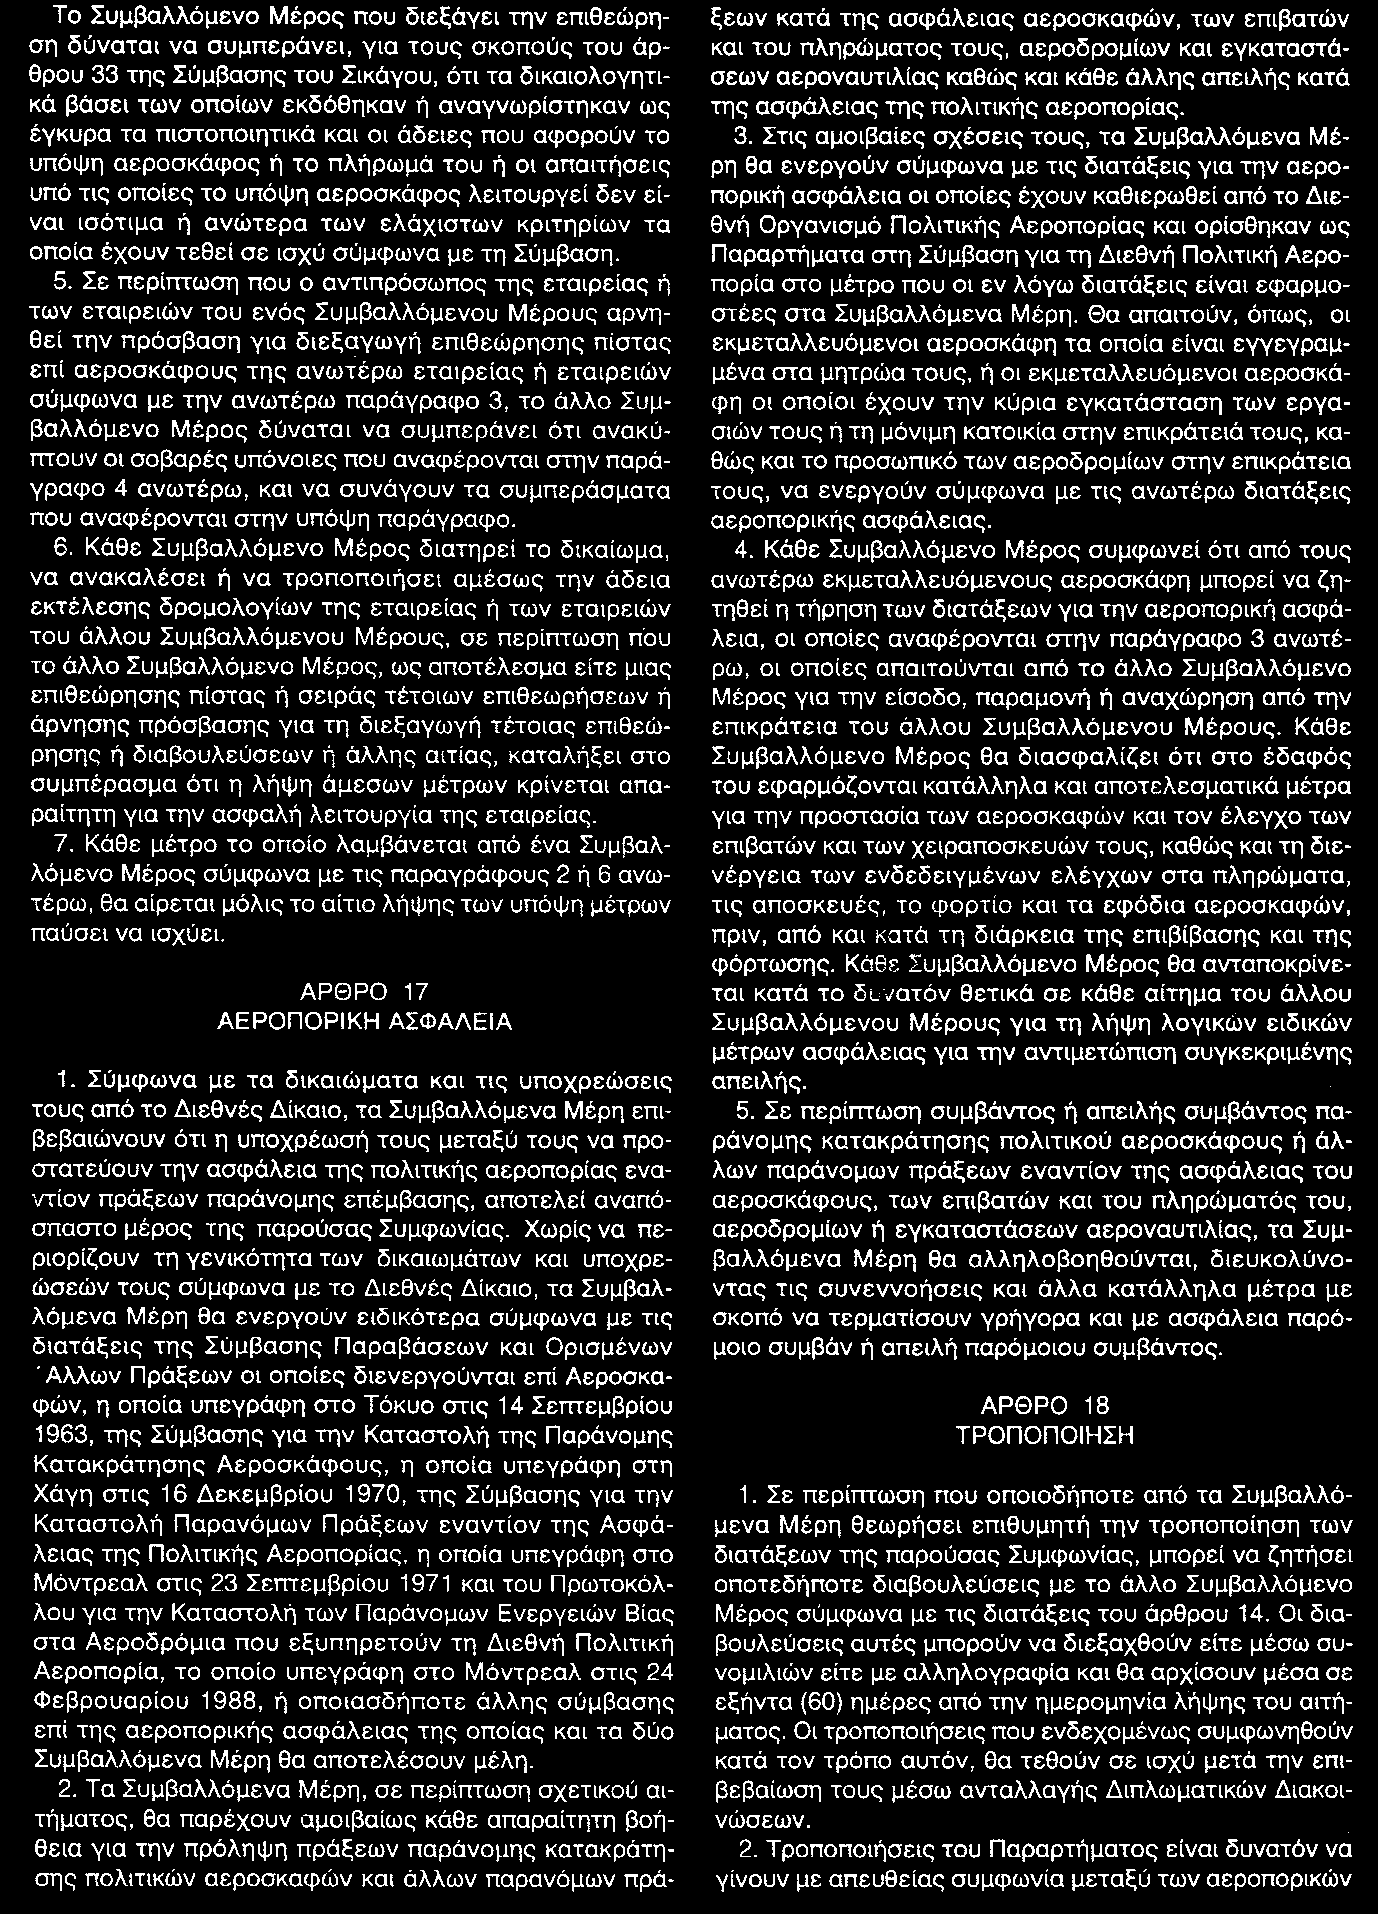 Το Συμβαλλόμενο Μέρος που διεξάγει την επιθεώρη-
ση δύναται να συμπεράνει, για τους σκοπούς του άρ-
θρου 33 της Σύμβασης του Σικάγου, ότι τα δικαιολογητι-
κά βάσει των οποίων εκδόθηκαν ή αναγνωρίστηκαν ως
έγκυρα τα πιστοποιητικά και οι άδειες που αφορούν το
υπόψη αεροσκάφος ή το πλήρωμά του ή οι απαιτήσεις
υπό τις οποίες το υπόψη αεροσκάφος λειτουργεί δεν εί-
ναι ισότιμα ή ανώτερα των ελάχιστων κριτηρίων τα
οποία έχουν τεθεί σε ισχύ σύμφωνα με τη Σύμβαση.
5. Σε περίπτωση που ο αντιπρόσωπος της εταιρείας ή
των εταιρειών του ενός Συμβαλλόμενου Μέρους αρνη-
θεί την πρόσβαση για διεξαγωγή επιθεώρησης πίστας
επί αεροσκάφους της ανωτέρω εταιρείας ή εταιρειών
σύμφωνα με την ανωτέρω παράγραφο 3, το άλλο Συμ-
βαλλόμενο Μέρος δύναται να συμπεράνει ότι ανακύ-
πτουν οι σοβαρές υπόνοιες που αναφέρονται στην παρά-
γραφο 4 ανωτέρω, και να συνάγουν τα συμπεράσματα
που αναφέρονται στην υπόψη παράγραφο.
6. Κάθε Συμβαλλόμενο Μέρος διατηρεί το δικαίωμα,
να ανακαλέσει ή να τροποποιήσει αμέσως την άδεια
εκτέλεσης δρομολογίων της εταιρείας ή των εταιρειών
του άλλου Συμβαλλόμενου Μέρους, σε περίπτωση που
το άλλο Συμβαλλόμενο Μέρος, ως αποτέλεσμα είτε μιας
επιθεώρησης πίστας ή σειράς τέτοιων επιθεωρήσεων ή
άρνησης πρόσβασης για τη διεξαγωγή τέτοιας επιθεώ-
ρησης ή διαβουλεύσεων ή άλλης αιτίας, καταλήξει στο
συμπέρασμα ότι η λήψη άμεσων μέτρων κρίνεται απα-
ραίτητη για την ασφαλή λειτουργία της εταιρείας.
7. Κάθε μέτρο το οποίο λαμβάνεται από ένα Συμβαλ-
λόμενο Μέρος σύμφωνα με τις παραγράφους 2 ή 6 ανω-
τέρω, θα αίρεται μόλις το αίτιο λήψης των υπόψη μέτρων
παύσει να ισχύει.
ΑΡΘΡΟ 17
ΑΕΡΟΠΟΡΙΚΗ ΑΣΦΑΛΕΙΑ
1. Σύμφωνα με τα δικαιώματα και τις υποχρεώσεις
τους από το Διεθνές Δίκαιο, τα Συμβαλλόμενα Μέρη επι-
βεβαιώνουν ότι η υποχρέωσή τους μεταξύ τους να προ-
στατεύουν την ασφάλεια της πολιτικής αεροπορίας ενα-
ντίον πράξεων παράνομης επέμβασης, αποτελεί αναπό-
σπαστο μέρος της παρούσας Συμφωνίας. Χωρίς να πε-
ριορίζουν τη γενικότητα των δικαιωμάτων και υποχρε-
ώσεών τους σύμφωνα με το Διεθνές Δίκαιο, τα Συμβαλ-
λόμενα Μέρη θα ενεργούν ειδικότερα σύμφωνα με τις
διατάξεις της Σύμβασης Παραβάσεων και Ορισμένων
Άλλων Πράξεων οι οποίες διενεργούνται επί Αεροσκα-
φών, η οποία υπεγράφη στο Τόκυο στις 14 Σεπτεμβρίου
1963, της Σύμβασης για την Καταστολή της Παράνομης
Κατακράτησης Αεροσκάφους, η οποία υπεγράφη στη
Χάγη στις 16 Δεκεμβρίου 1970, της Σύμβασης για την
Καταστολή Παρανόμων Πράξεων εναντίον της Ασφά-
λειας της Πολιτικής Αεροπορίας, η οποία υπεγράφη στο
Μόντρεαλ στις 23 Σεπτεμβρίου 1971 και του Πρωτοκόλ-
λου για την Καταστολή των Παράνομων Ενεργειών Βίας
στα Αεροδρόμια που εξυπηρετούν τη Διεθνή Πολιτική
Αεροπορία, το οποίο υπεγράφη στο Μόντρεαλ στις 24
Φεβρουαρίου 1988, ή οποιασδήποτε άλλης σύμβασης
επί της αεροπορικής ασφάλειας της οποίας και τα δύο
Συμβαλλόμενα Μέρη θα αποτελέσουν μέλη.
2. Τα Συμβαλλόμενα Μέρη, σε περίπτωση σχετικού αι-
τήματος, θα παρέχουν αμοιβαίως κάθε απαραίτητη βοή-
θεια για την πρόληψη πράξεων παράνομης κατακράτη-
σης πολιτικών αεροσκαφών και άλλων παρανόμων πρά-
ξεων κατά της ασφάλειας αεροσκαφών, των επιβατών
και του πληρώματος τους, αεροδρομίων και εγκαταστά-
σεων αεροναυτιλίας καθώς και κάθε άλλης απειλής κατά
της ασφάλειας της πολιτικής αεροπορίας.
3. Στις αμοιβαίες σχέσεις τους, τα Συμβαλλόμενα Μέ-
ρη θα ενεργούν σύμφωνα με τις διατάξεις για την αερο-
πορική ασφάλεια οι οποίες έχουν καθιερωθεί από το Διε-
θνή Οργανισμό Πολιτικής Αεροπορίας και ορίσθηκαν ως
Παραρτήματα στη Σύμβαση για τη Διεθνή Πολιτική Αερο-
πορία στο μέτρο που οι εν λόγω διατάξεις είναι εφαρμο-
στέες στα Συμβαλλόμενα Μέρη. Θα απαιτούν, όπως, οι
εκμεταλλευόμενοι αεροσκάφη τα οποία είναι εγγεγραμ-
μένα στα μητρώα τους, ή οι εκμεταλλευόμενοι αεροσκά-
φη οι οποίοι έχουν την κύρια εγκατάσταση των εργα-
σιών τους ή τη μόνιμη κατοικία στην επικράτειά τους, κα-
θώς και το προσωπικό των αεροδρομίων στην επικράτεια
τους, να ενεργούν σύμφωνα με τις ανωτέρω διατάξεις
αεροπορικής ασφάλειας.
4. Κάθε Συμβαλλόμενο Μέρος συμφωνεί ότι από τους
ανωτέρω εκμεταλλευόμενους αεροσκάφη μπορεί να ζη-
τηθεί η τήρηση των διατάξεων για την αεροπορική ασφά-
λεια, οι οποίες αναφέρονται στην παράγραφο 3 ανωτέ-
ρω, οι οποίες απαιτούνται από το άλλο Συμβαλλόμενο
Μέρος για την είσοδο, παραμονή ή αναχώρηση από την
επικράτεια του άλλου Συμβαλλόμενου Μέρους. Κάθε
Συμβαλλόμενο Μέρος θα διασφαλίζει ότι στο έδαφός
του εφαρμόζονται κατάλληλα και αποτελεσματικά μέτρα
για την προστασία των αεροσκαφών και τον έλεγχο των
επιβατών και των χειραποσκευών τους, καθώς και τη διε-
νέργεια των ενδεδειγμένων ελέγχων στα πληρώματα,
τις αποσκευές, το φορτίο και τα εφόδια αεροσκαφών,
πριν, από και κατά τη διάρκεια της επιβίβασης και της
φόρτωσης. Κάθε Συμβαλλόμενο Μέρος θα ανταποκρίνε-
ται κατά το δυνατόν θετικά σε κάθε αίτημα του άλλου
Συμβαλλόμενου Μέρους για τη λήψη λογικών ειδικών
μέτρων ασφάλειας για την αντιμετώπιση συγκεκριμένης
απειλής.
5. Σε περίπτωση συμβάντος ή απειλής συμβάντος πα-
ράνομης κατακράτησης πολιτικού αεροσκάφους ή άλ-
λων παράνομων πράξεων εναντίον της ασφάλειας του
αεροσκάφους, των επιβατών και του πληρώματός του,
αεροδρομίων ή εγκαταστάσεων αεροναυτιλίας, τα Συμ-
βαλλόμενα Μέρη θα αλληλοβοηθούνται, διευκολύνο-
ντας τις συνεννοήσεις και άλλα κατάλληλα μέτρα με
σκοπό να τερματίσουν γρήγορα και με ασφάλεια παρό-
μοιο συμβάν ή απειλή παρόμοιου συμβάντος.
ΑΡΘΡΟ 18
ΤΡΟΠΟΠΟΙΗΣΗ
1. Σε περίπτωση που οποιοδήποτε από τα Συμβαλλό-
μενα Μέρη θεωρήσει επιθυμητή την τροποποίηση των
διατάξεων της παρούσας Συμφωνίας, μπορεί να ζητήσει
οποτεδήποτε διαβουλεύσεις με το άλλο Συμβαλλόμενο
Μέρος σύμφωνα με τις διατάξεις του άρθρου 14. Οι δια-
βουλεύσεις αυτές μπορούν να διεξαχθούν είτε μέσω συ-
νομιλιών είτε με αλληλογραφία και θα αρχίσουν μέσα σε
εξήντα (60) ημέρες από την ημερομηνία λήψης του αιτή-
ματος. Οι τροποποιήσεις που ενδεχομένως συμφωνηθούν
κατά τον τρόπο αυτόν, θα τεθούν σε ισχύ μετά την επι-
βεβαίωση τους μέσω ανταλλαγής Διπλωματικών Διακοι-
νώσεων.
2. Τροποποιήσεις του Παραρτήματος είναι δυνατόν να
γίνουν με απευθείας συμφωνία μεταξύ των αεροπορικών